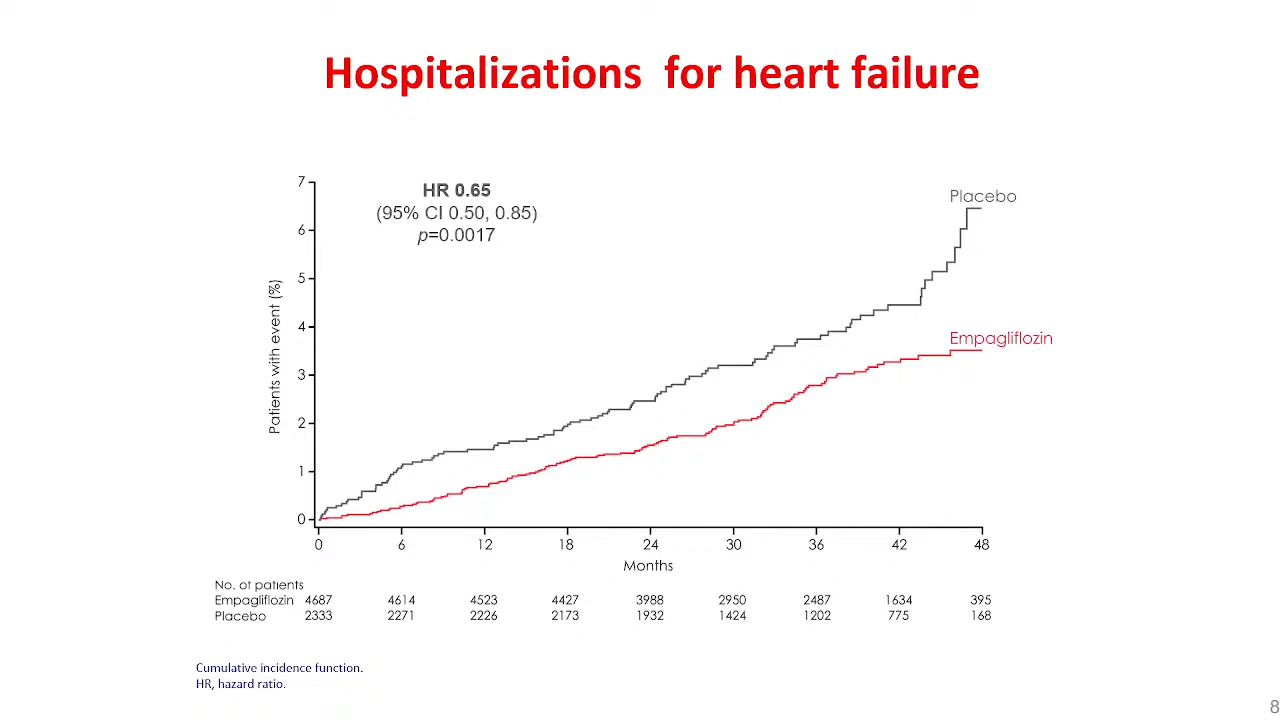 Hospitalizations for heart failure
HR 0.65
(95% CI 0.50, 0.85)
p=0.0017
Placebo
Empagliflozin
Patients with event (%)
7
6
5
4
3
2
1
0
0 6 12 18 24 30 36 42 48
Months
No. of patients
Empagliflozin 4687 4614 4523 4427 3988 2950 2487 1634 395
Placebo 2333 2271 2226 2173 1932 1424 1202 775 168
Cumulative incidence function.
HR, hazard ratio.
8